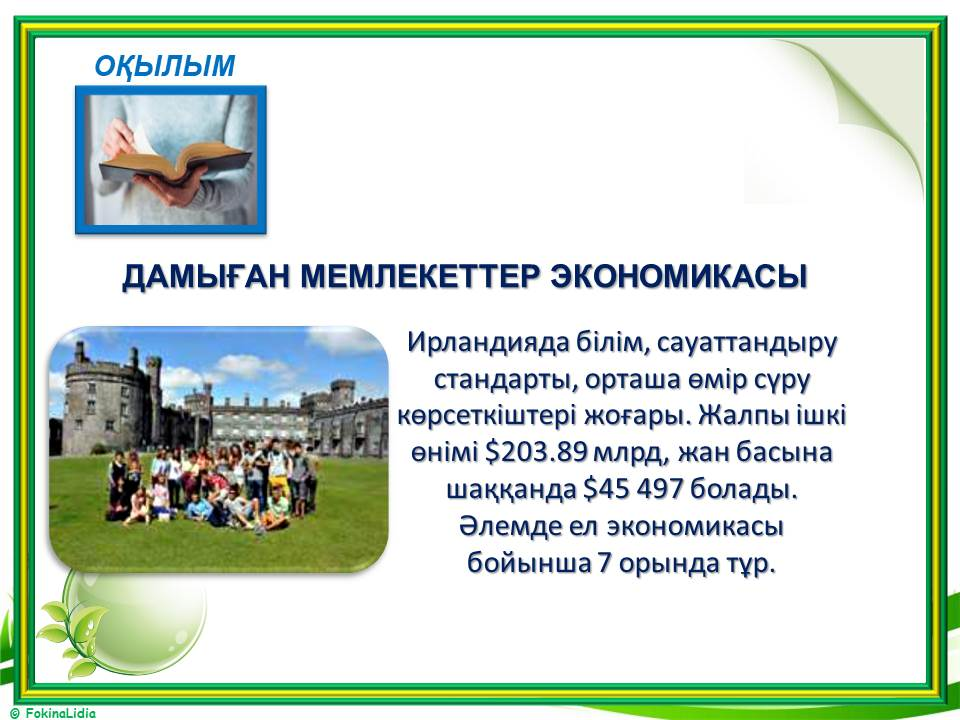 ОҚЫЛЫМ
ДАМЫҒАН МЕМЛЕКЕТТЕР ЭКОНОМИКАСЫ
Ирландияда білім, сауаттандыру
стандарты, орташа өмір сүру
көрсеткіштері жоғары. Жалпы ішкі
өнімі $203.89 млрд, жан басына
шаққанда $45 497 болады.
Әлемде ел экономикасы
бойынша 7 орында тұр.
© FokinaLidia